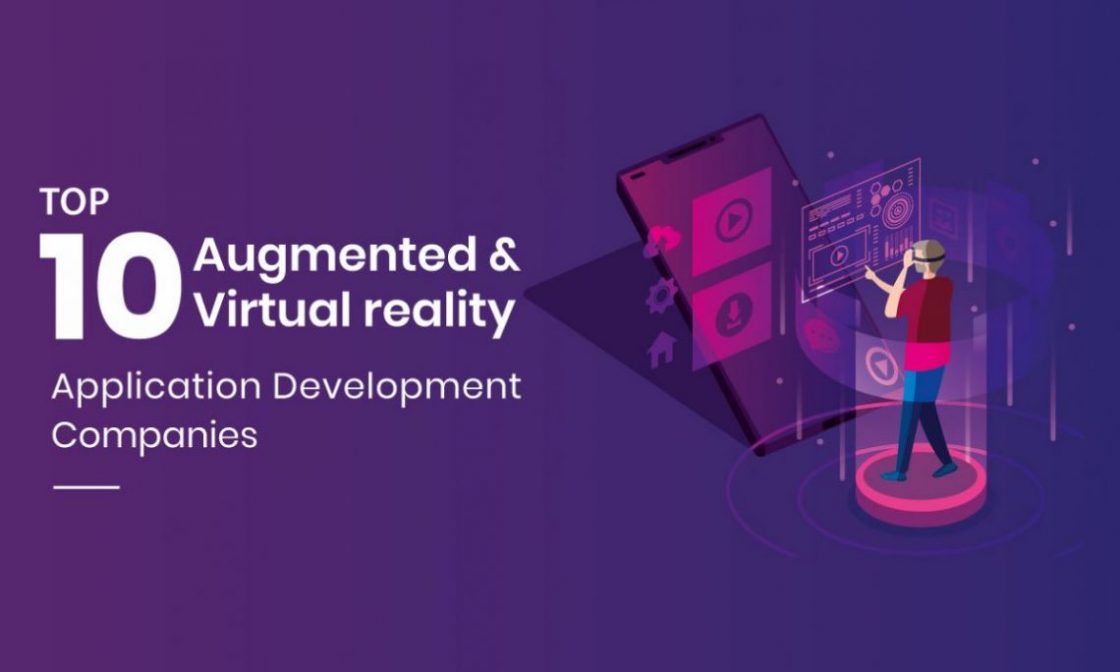 TOP
10 Augmented &
Virtual reality
Application Development
Companies